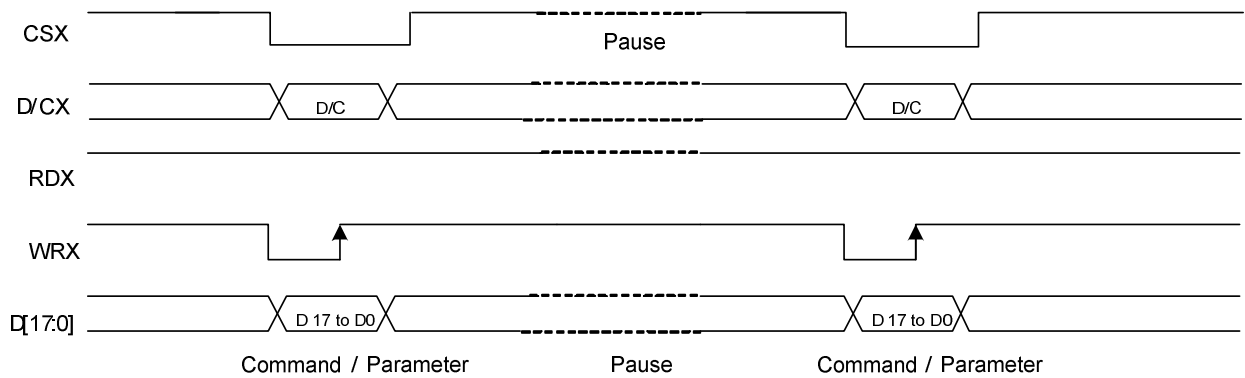 CSX
Pause
D/CX
D/C
D/C
RDX
WRX
D[17:0]
D 17 to D0
D 17 to D0
Command / Parameter
Pause
Command / Parameter